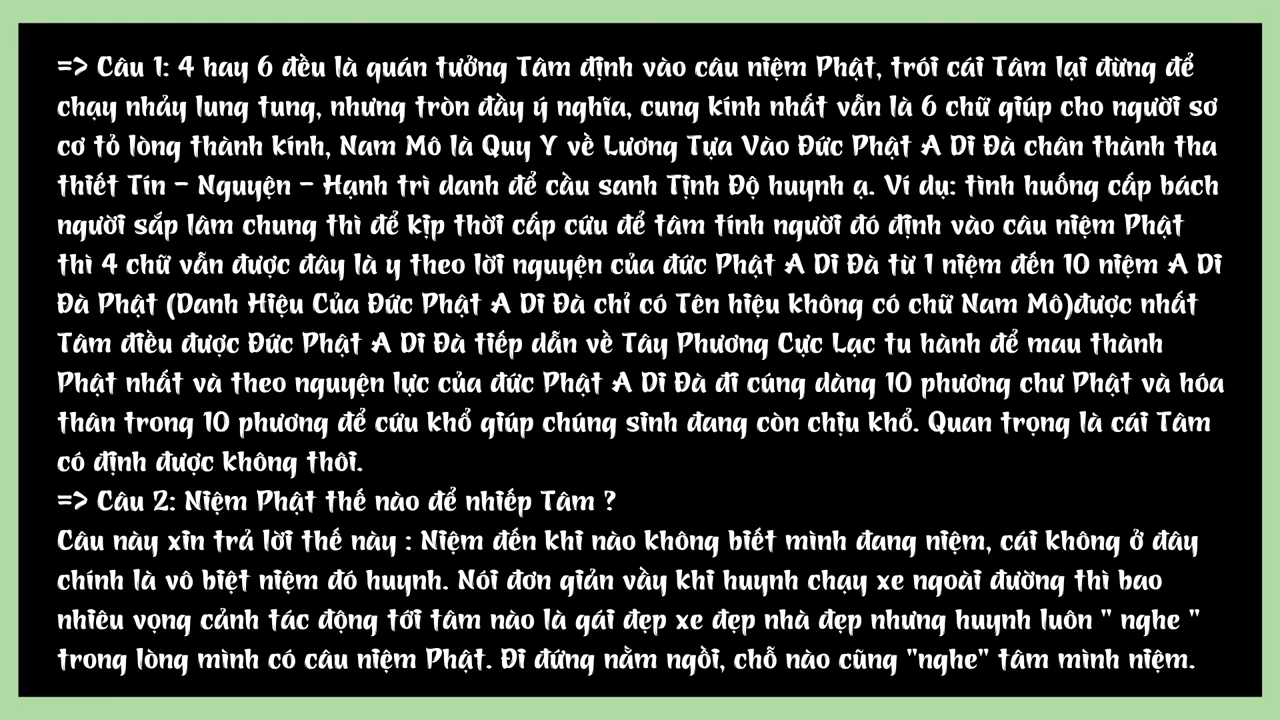 => Câu 1: 4 hay 6 đều là quán tưởng Tâm định vào câu niệm Phật, trói cái Tâm lại đừng để
chạy nhảy lung tung, nhưng tròn đầy ý nghĩa, cung kính nhất vẫn là 6 chữ giúp cho người sơ
cơ tỏ lòng thành kính, Nam Mô là Quy Y về Lương Tựa Vào Đức Phật A Di Đà chân thành tha
thiết Tín - Nguyện - Hạnh trì danh để cầu sanh Tịnh Độ huynh ạ. Ví dụ: tình huống cấp bách
người sắp lâm chung thì để kịp thời cấp cứu để tâm tính người đó định vào câu niệm Phật
thì 4 chữ vẫn được đây là y theo lời nguyện của đức Phật A Di Đà từ 1 niệm đến 10 niệm A Di
Đà Phật (Danh Hiệu Của Đức Phật A Di Đà chỉ có Tên hiệu không có chữ Nam Mô)được nhất
Tâm điều được Đức Phật A Di Đà tiếp dẫn về Tây Phương Cực Lạc tu hành để mau thành
Phật nhất và theo nguyện lực của đức Phật A Di Đà đi cúng dàng 10 phương chư Phật và hóa
thân trong 10 phương để cứu khổ giúp chúng sinh đang còn chịu khổ. Quan trọng là cái Tâm
có định được không thôi.
=> Câu 2: Niệm Phật thế nào để nhiếp Tâm ?
Câu này xin trả lời thế này : Niệm đến khi nào không biết mình đang niệm, cái không ở đây
chính là vô biệt niệm đó huynh. Nói đơn giản vầy khi huynh chạy xe ngoài đường thì bao
nhiêu vọng cảnh tác động tới tâm nào là gái đẹp xe đẹp nhà đẹp nhưng huynh luôn " nghe "
trong lòng mình có câu niệm Phật. Đi đứng nằm ngồi, chỗ nào cũng "nghe" tâm mình niệm.